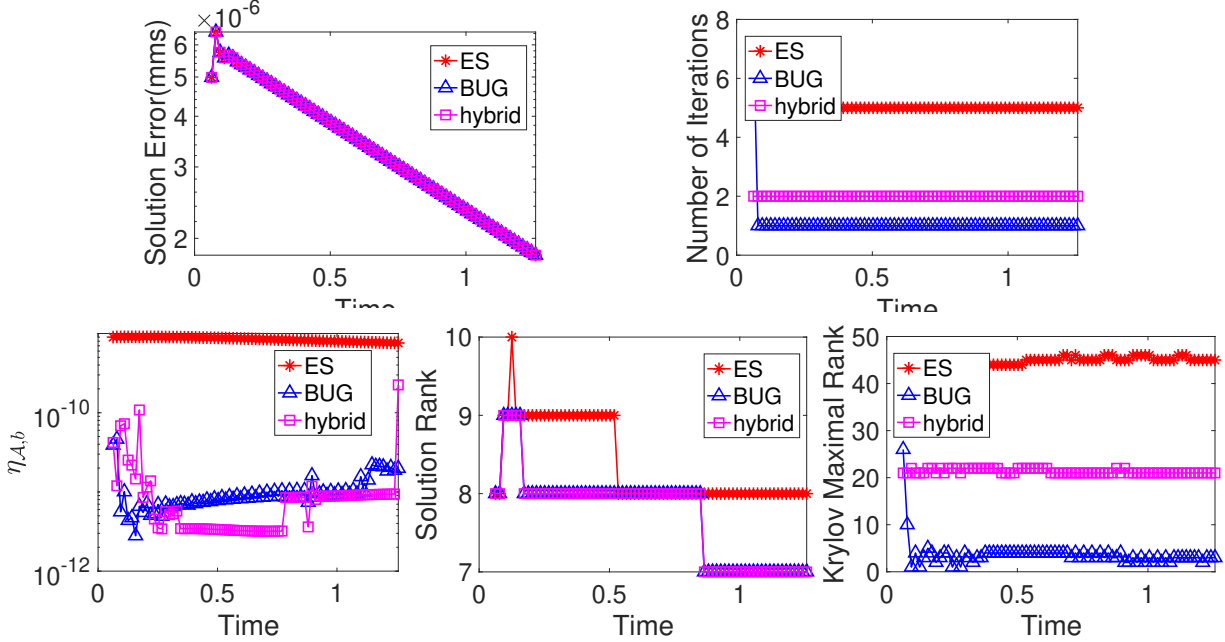 ×10^-6
6
5
4
3
2
Solution Error(mms)
ES
BUG
hybrid
0 0.5 1
Time
8
6
4
2
0
Number of Iterations
ES
BUG
hybrid
0 0.5 1
Time
10^-10
10^-12
η_{A,b}
ES
BUG
hybrid
0 0.5 1
Time
10
9
8
7
Solution Rank
ES
BUG
hybrid
0 0.5 1
Time
50
40
30
20
10
0
Krylov Maximal Rank
ES
BUG
hybrid
0 0.5 1
Time